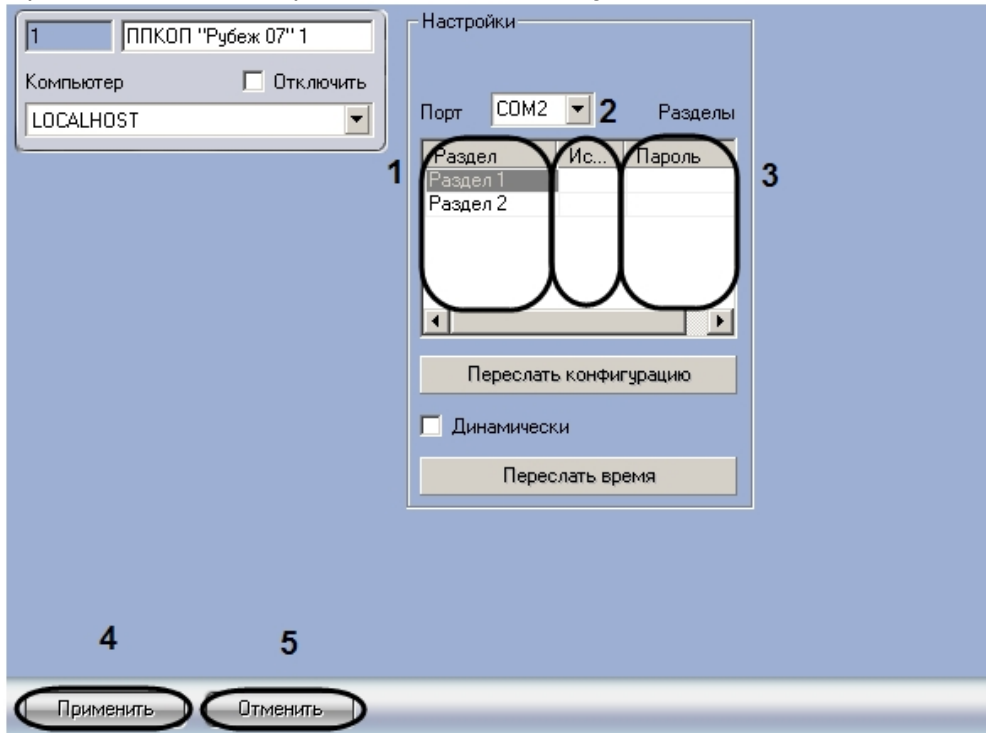 1 ППКОП "Рубеж 07" 1
Компьютер Отключить
LOCALHOST
Настройки
Порт COM2 2 Разделы
1 Раздел Ис... Пароль 3
Раздел 1
Раздел 2
Переслать конфигурацию
Динамически
Переслать время
4 5
Применить Отменить